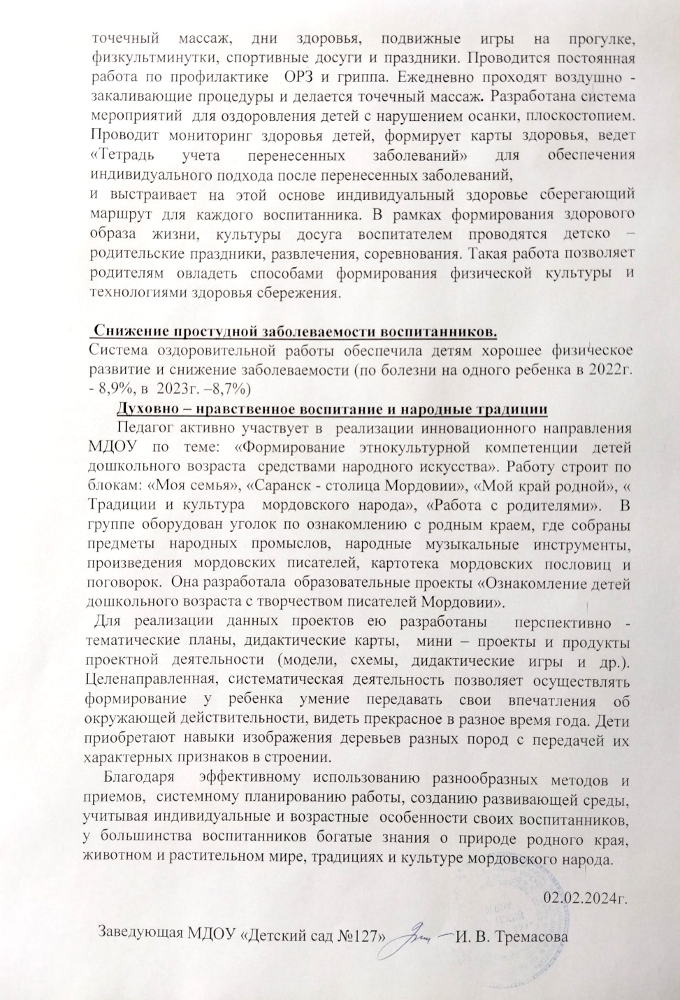 точечный массаж, дни здоровья, подвижные игры на прогулке,
физкультминутки, спортивные досуги и праздники. Проводится постоянная
работа по профилактике ОРЗ и гриппа. Ежедневно проходят воздушно -
закаливающие процедуры и делается точечный массаж. Разработана система
мероприятий для оздоровления детей с нарушением осанки, плоскостопием.
Проводит мониторинг здоровья детей, формирует карты здоровья, ведет
«Тетрадь учета перенесенных заболеваний» для обеспечения
индивидуального подхода после перенесенных заболеваний,
и выстраивает на этой основе индивидуальный здоровье сберегающий
маршрут для каждого воспитанника. В рамках формирования здорового
образа жизни, культуры досуга воспитателем проводятся детско –
родительские праздники, развлечения, соревнования. Такая работа позволяет
родителям овладеть способами формирования физической культуры и
технологиями здоровья сбережения.
Снижение простудной заболеваемости воспитанников.
Система оздоровительной работы обеспечила детям хорошее физическое
развитие и снижение заболеваемости (по болезни на одного ребенка в 2022г.
- 8,9%, в 2023г. –8,7%)
Духовно – нравственное воспитание и народные традиции
Педагог активно участвует в реализации инновационного направления
МДОУ по теме: «Формирование этнокультурной компетенции детей
дошкольного возраста средствами народного искусства». Работу строит по
блокам: «Моя семья», «Саранск - столица Мордовии», «Мой край родной», «
Традиции и культура мордовского народа», «Работа с родителями». В
группе оборудован уголок по ознакомлению с родным краем, где собраны
предметы народных промыслов, народные музыкальные инструменты,
произведения мордовских писателей, картотека мордовских пословиц и
поговорок. Она разработала образовательные проекты «Ознакомление детей
дошкольного возраста с творчеством писателей Мордовии».
Для реализации данных проектов ею разработаны перспективно -
тематические планы, дидактические карты, мини – проекты и продукты
проектной деятельности (модели, схемы, дидактические игры и др.).
Целенаправленная, систематическая деятельность позволяет осуществлять
формирование у ребенка умение передавать свои впечатления об
окружающей действительности, видеть прекрасное в разное время года. Дети
приобретают навыки изображения деревьев разных пород с передачей их
характерных признаков в строении.
Благодаря эффективному использованию разнообразных методов и
приемов, системному планированию работы, созданию развивающей среды,
учитывая индивидуальные и возрастные особенности своих воспитанников,
у большинства воспитанников богатые знания о природе родного края,
животном и растительном мире, традициях и культуре мордовского народа.
02.02.2024г.
Заведующая МДОУ «Детский сад №127» И. В. Тремасова